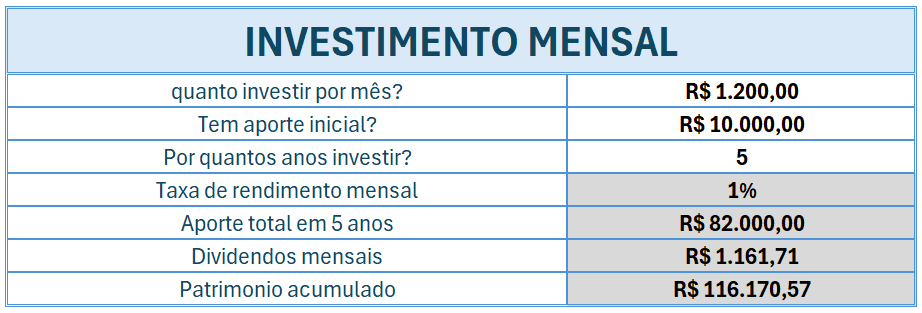 INVESTIMENTO MENSAL
quanto investir por mês? R$ 1.200,00
Tem aporte inicial? R$ 10.000,00
Por quantos anos investir? 5
Taxa de rendimento mensal 1%
Aporte total em 5 anos R$ 82.000,00
Dividendos mensais R$ 1.161,71
Patrimonio acumulado R$ 116.170,57